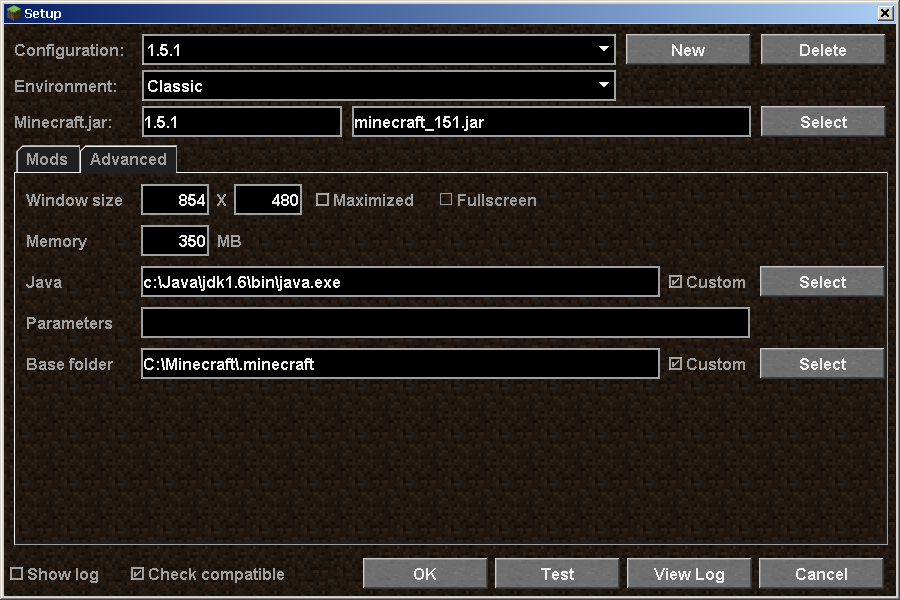 Setup
Configuration: 1.5.1 New Delete
Environment: Classic
Minecraft.jar: 1.5.1 minecraft_151.jar Select
Mods Advanced
Window size 854 X 480 Maximized Fullscreen
Memory 350 MB
Java c:\Java\jdk1.6\bin\java.exe Custom Select
Parameters
Base folder C:\Minecraft\.minecraft Custom Select
Show log Check compatible OK Test View Log Cancel